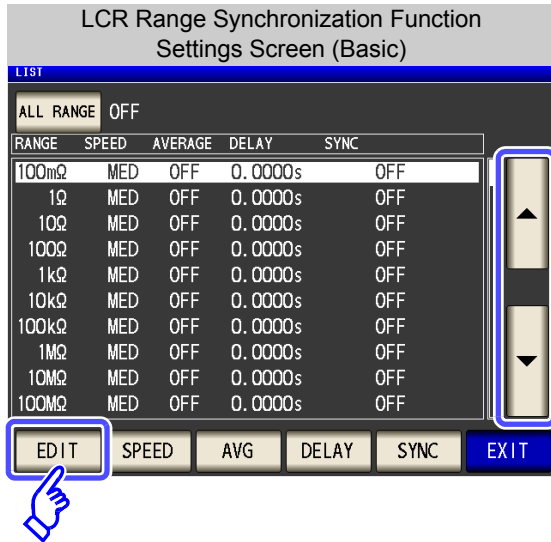 LCR Range Synchronization Function
Settings Screen (Basic)
LIST
ALL RANGE OFF
RANGE SPEED AVERAGE DELAY SYNC
100mΩ MED OFF 0.0000s OFF
1Ω MED OFF 0.0000s OFF
10Ω MED OFF 0.0000s OFF
100Ω MED OFF 0.0000s OFF
1kΩ MED OFF 0.0000s OFF
10kΩ MED OFF 0.0000s OFF
100kΩ MED OFF 0.0000s OFF
1MΩ MED OFF 0.0000s OFF
10MΩ MED OFF 0.0000s OFF
100MΩ MED OFF 0.0000s OFF
EDIT SPEED AVG DELAY SYNC EXIT